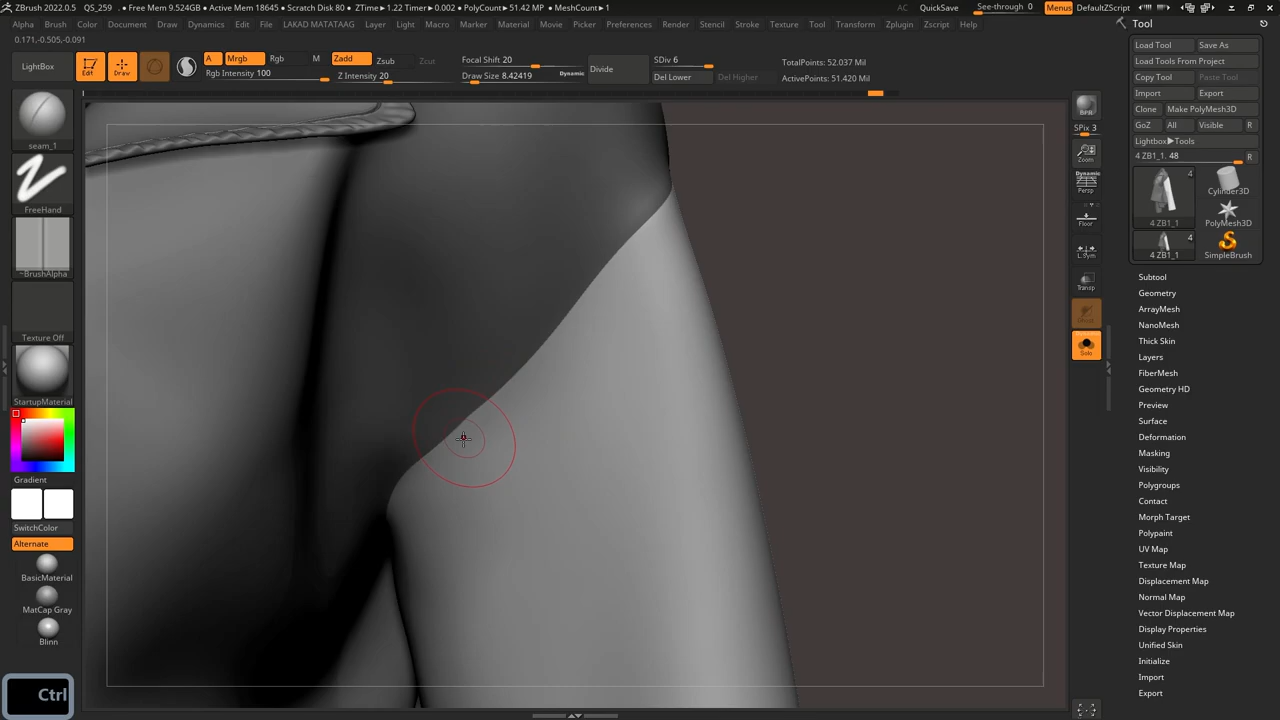 ZBrush 2022.0.5 QS_259 • Free Mem 9.524GB • Active Mem 18645 • Scratch Disk 80 • ZTime▶1.22 Timer▶0.002 • PolyCount▶51.42 MP • MeshCount▶1 AC QuickSave See-through 0 Menus DefaultZScript
Alpha Brush Color Document Draw Dynamics Edit File Layer Light LAKAD MATATAAG Macro Marker Material Movie Picker Preferences Render Stencil Stroke Texture Tool Transform Zplugin Zscript Help
0.171,-0.505,-0.091
LightBox
Edit
Draw
A Mrgb Rgb M
Rgb Intensity 100
Zadd Zsub Zcut
Z Intensity 20
Focal Shift 20
Draw Size 8.42419 Dynamic
Divide
SDiv 6
Del Lower Del Higher
TotalPoints: 52.037 Mil
ActivePoints: 51.420 Mil
seam_1
FreeHand
~BrushAlpha
Texture Off
StartupMaterial
Gradient
SwitchColor
Alternate
BasicMaterial
MatCap Gray
Blinn
Ctrl
BPR
SPix 3
Zoom
Dynamic
Persp
Floor
L.Sym
Transp
Solo
Tool
Load Tool Save As
Load Tools From Project
Copy Tool Paste Tool
Import Export
Clone Make PolyMesh3D
GoZ All Visible R
Lightbox▶Tools
4 ZB1_1. 48 R
4
4 ZB1_1
Cylinder3D
PolyMesh3D
4
4 ZB1_1
SimpleBrush
Subtool
Geometry
ArrayMesh
NanoMesh
Thick Skin
Layers
FiberMesh
Geometry HD
Preview
Surface
Deformation
Masking
Visibility
Polygroups
Contact
Morph Target
Polypaint
UV Map
Texture Map
Displacement Map
Normal Map
Vector Displacement Map
Display Properties
Unified Skin
Initialize
Import
Export